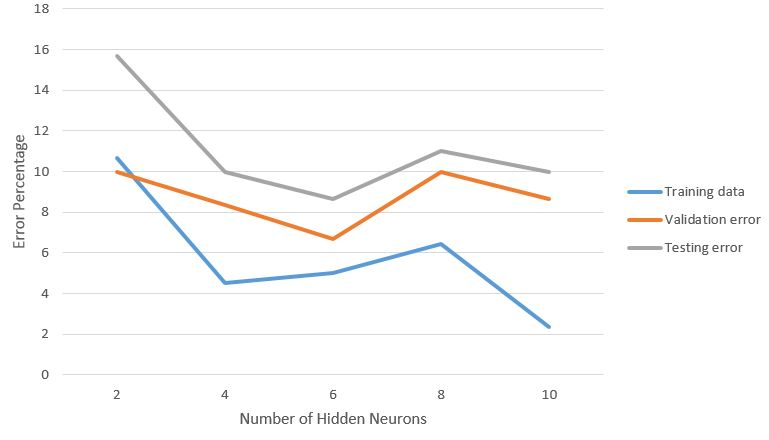 18
16
14
12
10
8
6
4
2
0
Error Percentage
2 4 6 8 10
Number of Hidden Neurons
Training data
Validation error
Testing error